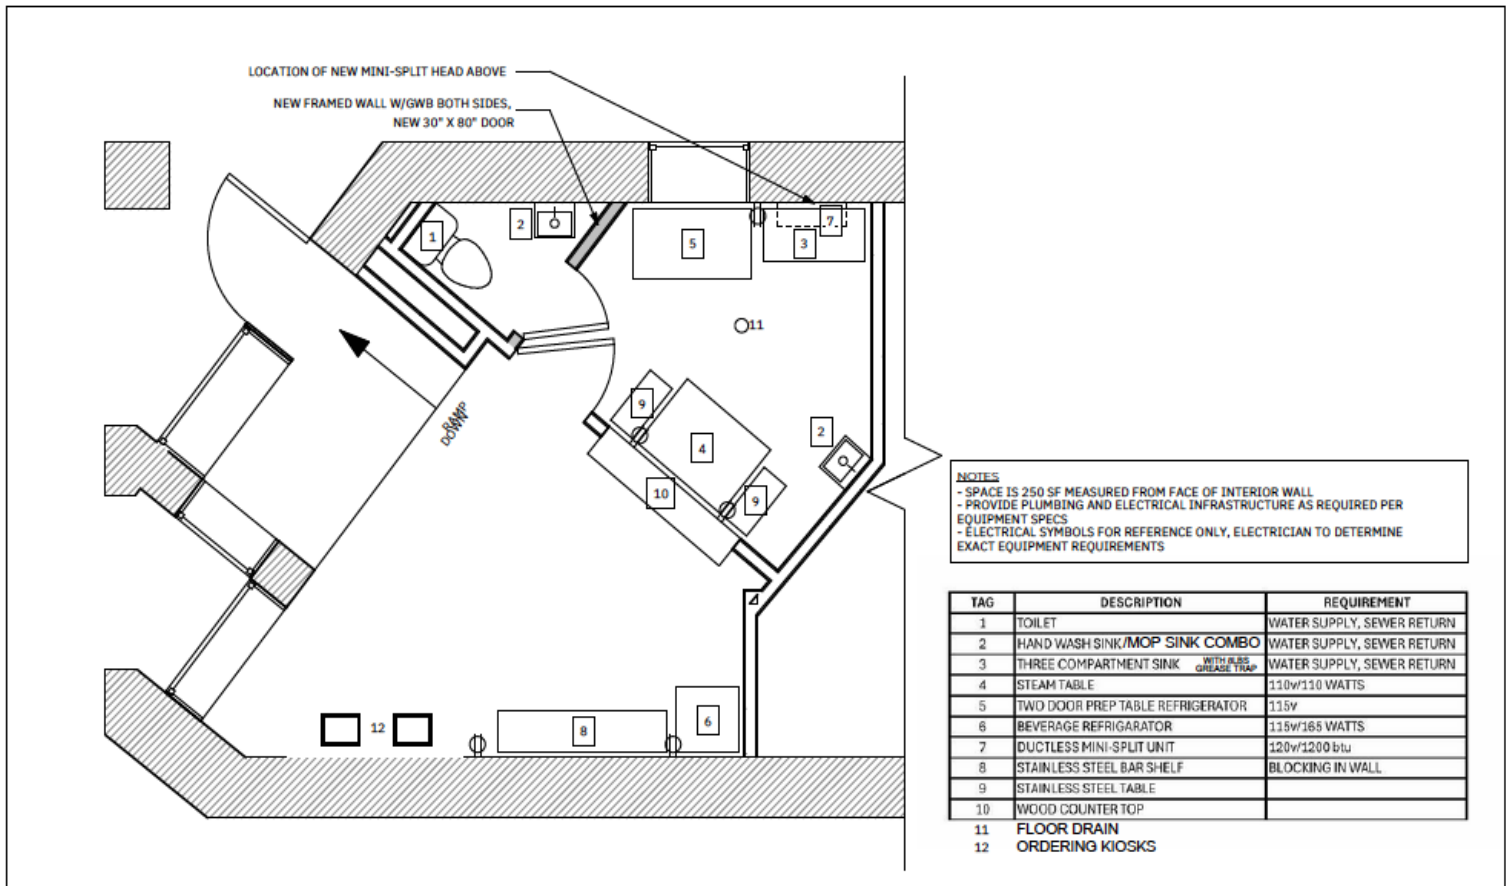 LOCATION OF NEW MINI-SPLIT HEAD ABOVE
NEW FRAMED WALL W/GWB BOTH SIDES,
NEW 30" X 80" DOOR
1
2
5
7
3
11
9
4
2
10
9
RAMP
DOWN
12
8
6
NOTES
- SPACE IS 250 SF MEASURED FROM FACE OF INTERIOR WALL
- PROVIDE PLUMBING AND ELECTRICAL INFRASTRUCTURE AS REQUIRED PER
EQUIPMENT SPECS
- ELECTRICAL SYMBOLS FOR REFERENCE ONLY, ELECTRICIAN TO DETERMINE
EXACT EQUIPMENT REQUIREMENTS
TAG DESCRIPTION REQUIREMENT
1 TOILET WATER SUPPLY, SEWER RETURN
2 HAND WASH SINK/MOP SINK COMBO WATER SUPPLY, SEWER RETURN
3 THREE COMPARTMENT SINK WITH 8LBS GREASE TRAP WATER SUPPLY, SEWER RETURN
4 STEAM TABLE 110v/110 WATTS
5 TWO DOOR PREP TABLE REFRIGERATOR 115v
6 BEVERAGE REFRIGARATOR 115v/165 WATTS
7 DUCTLESS MINI-SPLIT UNIT 120v/1200 btu
8 STAINLESS STEEL BAR SHELF BLOCKING IN WALL
9 STAINLESS STEEL TABLE
10 WOOD COUNTER TOP
11 FLOOR DRAIN
12 ORDERING KIOSKS